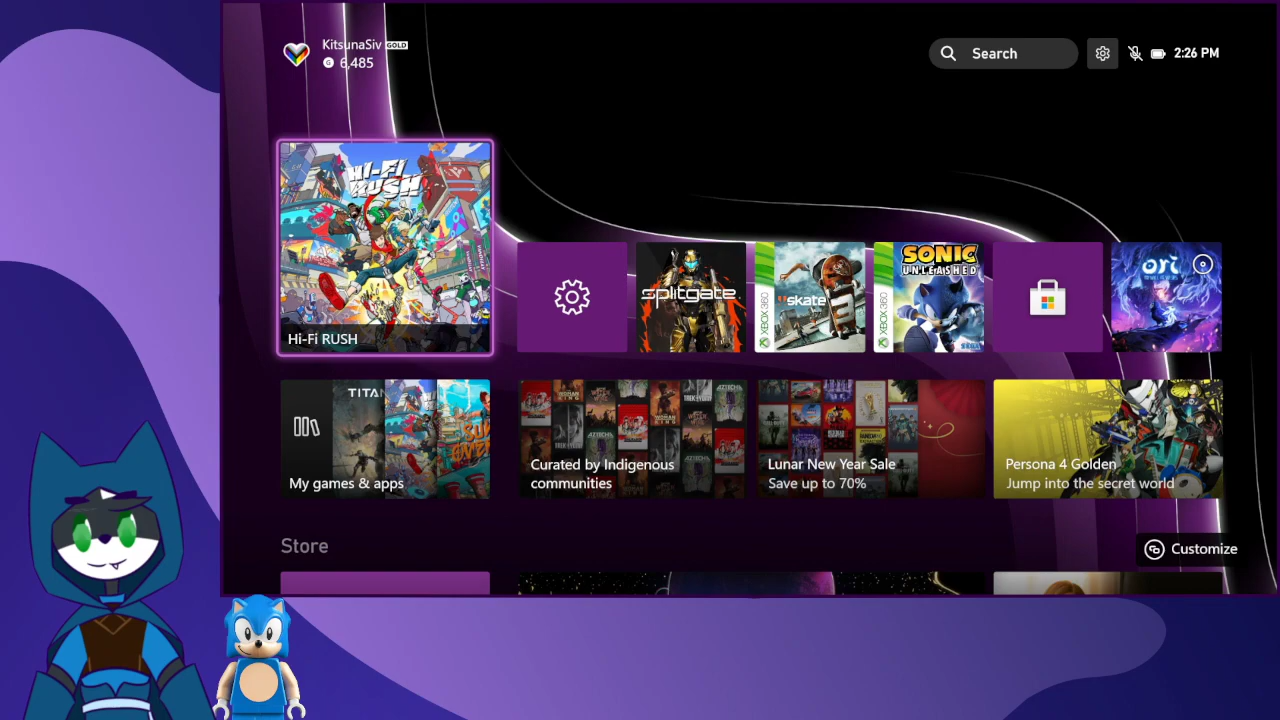 KitsunaSiv GOLD
G 6,485
Search
2:26 PM
HI-FI
RUSH
Hi-Fi RUSH
splitgate
XBOX 360
skate 3
XBOX 360
SONIC
UNLEASHED
SEGA
ori
TITAN
My games & apps
Curated by Indigenous
communities
Lunar New Year Sale
Save up to 70%
Persona 4 Golden
Jump into the secret world
Store
Customize